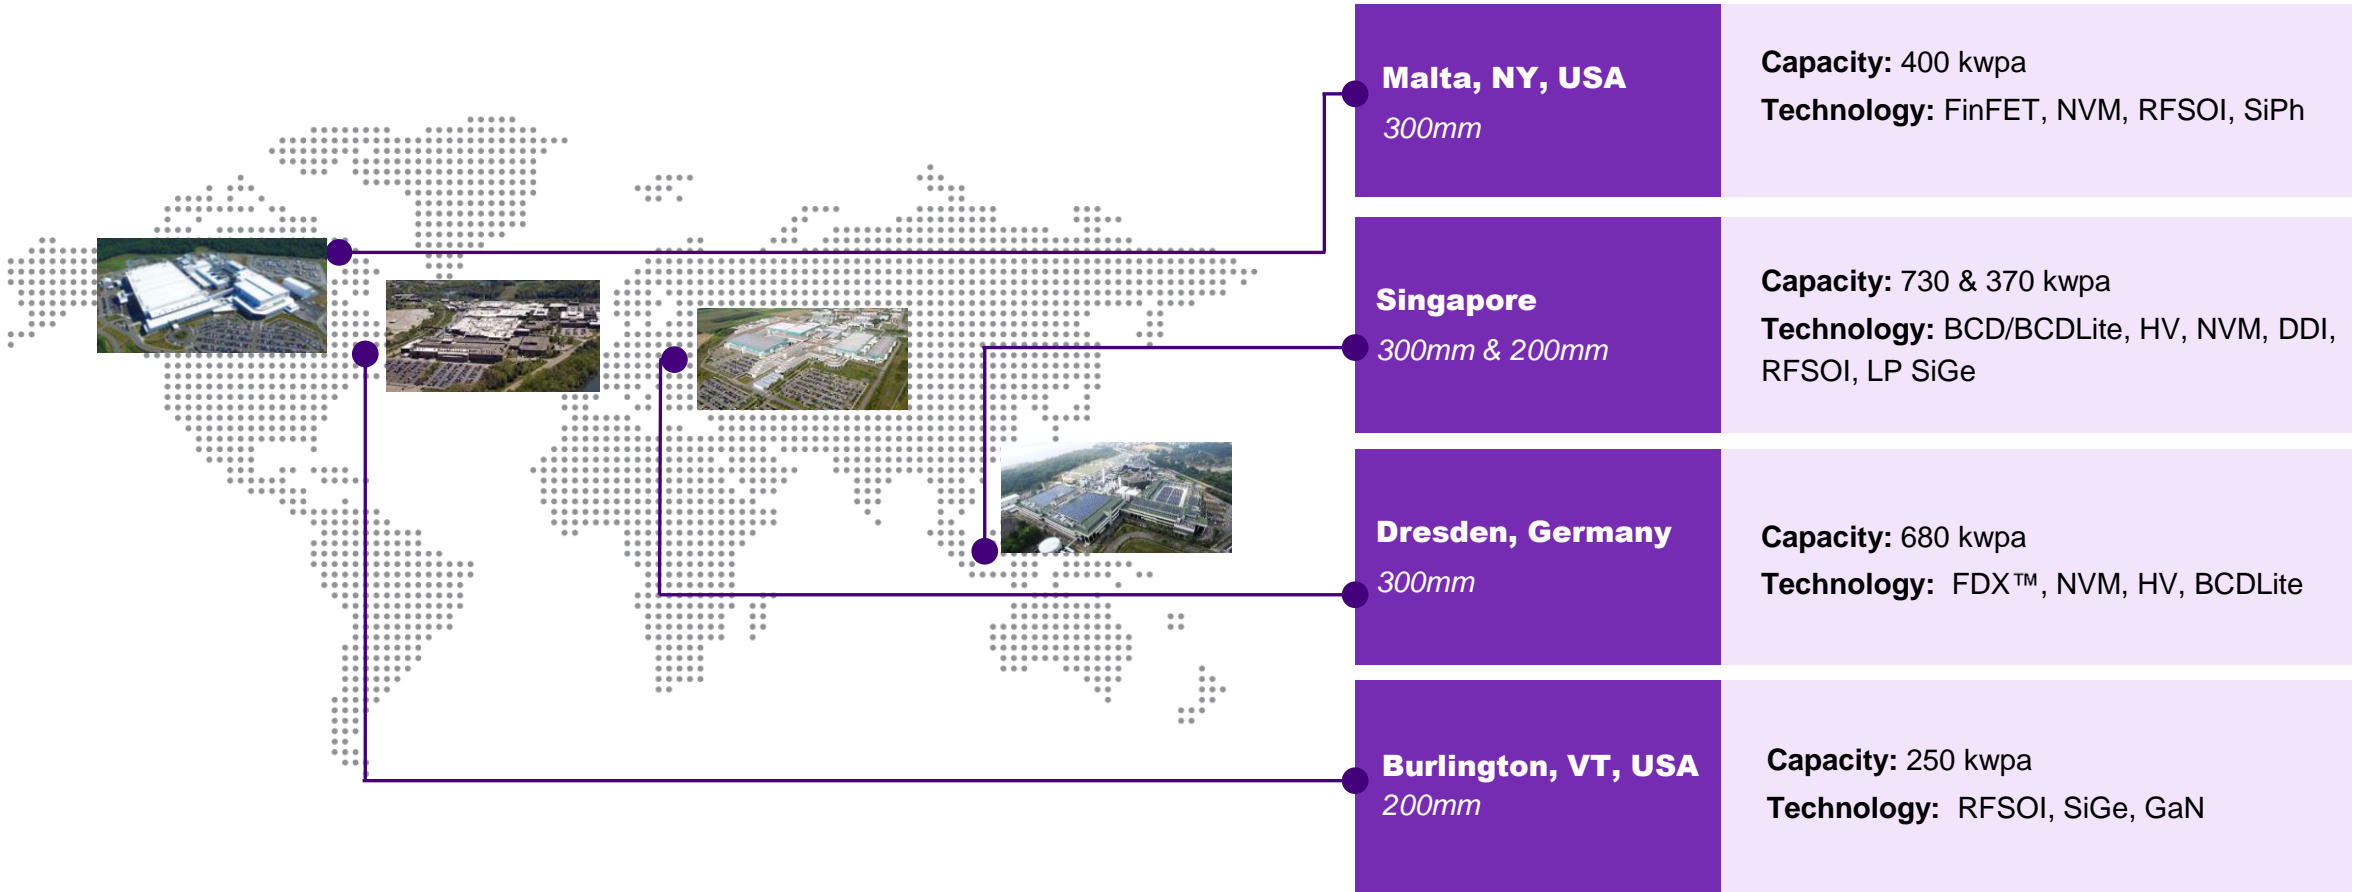 Malta, NY, USA
300mm
Capacity: 400 kwpa
Technology: FinFET, NVM, RFSOI, SiPh
Singapore
300mm & 200mm
Capacity: 730 & 370 kwpa
Technology: BCD/BCDLite, HV, NVM, DDI,
RFSOI, LP SiGe
Dresden, Germany
300mm
Capacity: 680 kwpa
Technology: FDX™, NVM, HV, BCDLite
Burlington, VT, USA
200mm
Capacity: 250 kwpa
Technology: RFSOI, SiGe, GaN